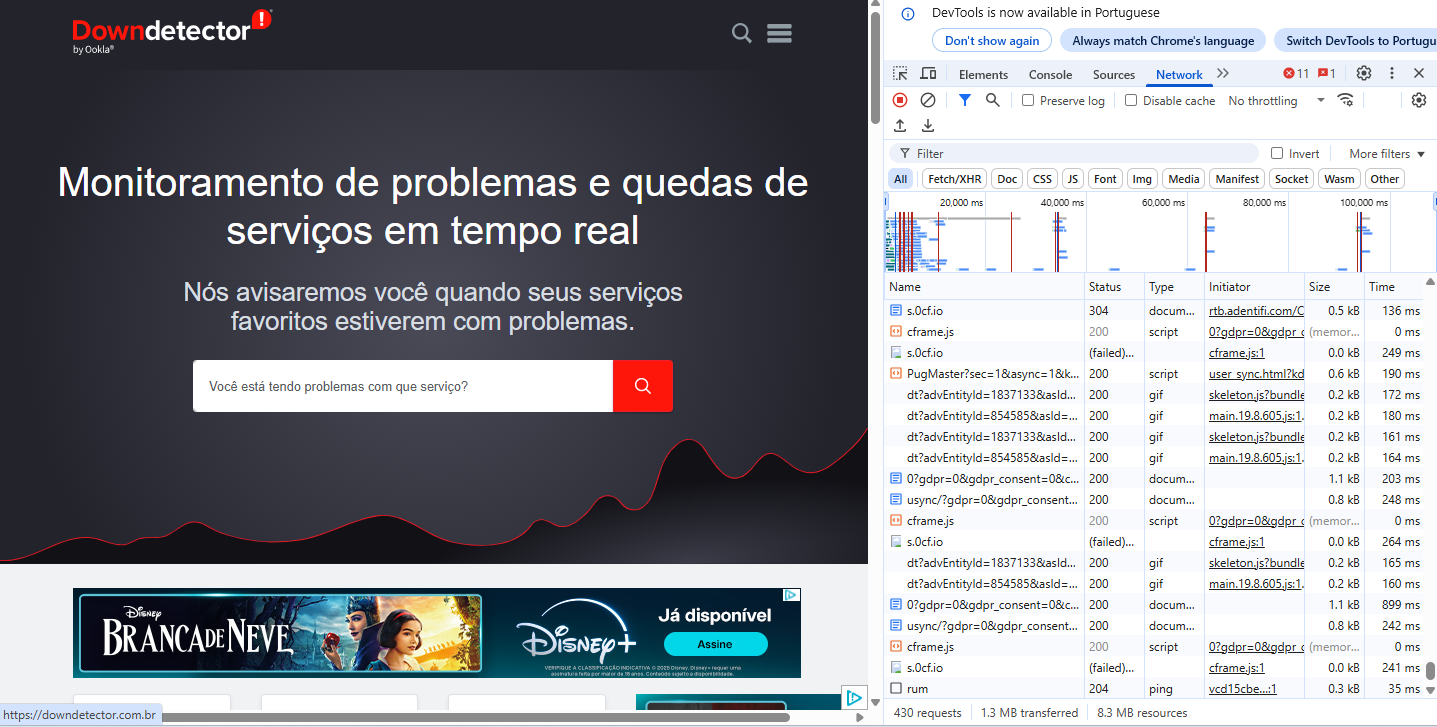 Downdetector
by Ookla®
Monitoramento de problemas e quedas de
serviços em tempo real
Nós avisaremos você quando seus serviços
favoritos estiverem com problemas.
Você está tendo problemas com que serviço?
Disney
BRANCA DE NEVE
Disney+
Já disponível
Assine
VERIFIQUE A CLASSIFICAÇÃO INDICATIVA © 2025 Disney. Disney+ requer uma
assinatura feita por maior de 18 anos. Conteúdo sujeito a disponibilidade.
https://downdetector.com.br
DevTools is now available in Portuguese
Don't show again Always match Chrome's language Switch DevTools to Portugu
Elements Console Sources Network 11 1
Preserve log Disable cache No throttling
Filter Invert More filters
All Fetch/XHR Doc CSS JS Font Img Media Manifest Socket Wasm Other
20,000 ms 40,000 ms 60,000 ms 80,000 ms 100,000 ms
Name Status Type Initiator Size Time
s.0cf.io 304 docum... rtb.adentifi.com/C 0.5 kB 136 ms
cframe.js 200 script 0?gdpr=0&gdpr_c (memor... 0 ms
s.0cf.io (failed)... cframe.js:1 0.0 kB 249 ms
PugMaster?sec=1&async=1&k... 200 script user_sync.html?kd 0.6 kB 190 ms
dt?advEntityId=1837133&asId... 200 gif skeleton.js?bundle 0.2 kB 172 ms
dt?advEntityId=854585&asId=... 200 gif main.19.8.605.js:1. 0.2 kB 180 ms
dt?advEntityId=1837133&asId... 200 gif skeleton.js?bundle 0.2 kB 161 ms
dt?advEntityId=854585&asId=... 200 gif main.19.8.605.js:1. 0.2 kB 164 ms
0?gdpr=0&gdpr_consent=0&c... 200 docum... 1.1 kB 203 ms
usync/?gdpr=0&gdpr_consent... 200 docum... 0.8 kB 248 ms
cframe.js 200 script 0?gdpr=0&gdpr_c (memor... 0 ms
s.0cf.io (failed)... cframe.js:1 0.0 kB 264 ms
dt?advEntityId=1837133&asId... 200 gif skeleton.js?bundle 0.2 kB 165 ms
dt?advEntityId=854585&asId=... 200 gif main.19.8.605.js:1. 0.2 kB 160 ms
0?gdpr=0&gdpr_consent=0&c... 200 docum... 1.1 kB 899 ms
usync/?gdpr=0&gdpr_consent... 200 docum... 0.8 kB 242 ms
cframe.js 200 script 0?gdpr=0&gdpr_c (memor... 0 ms
s.0cf.io (failed)... cframe.js:1 0.0 kB 241 ms
rum 204 ping vcd15cbe...:1 0.3 kB 35 ms
430 requests 1.3 MB transferred 8.3 MB resources